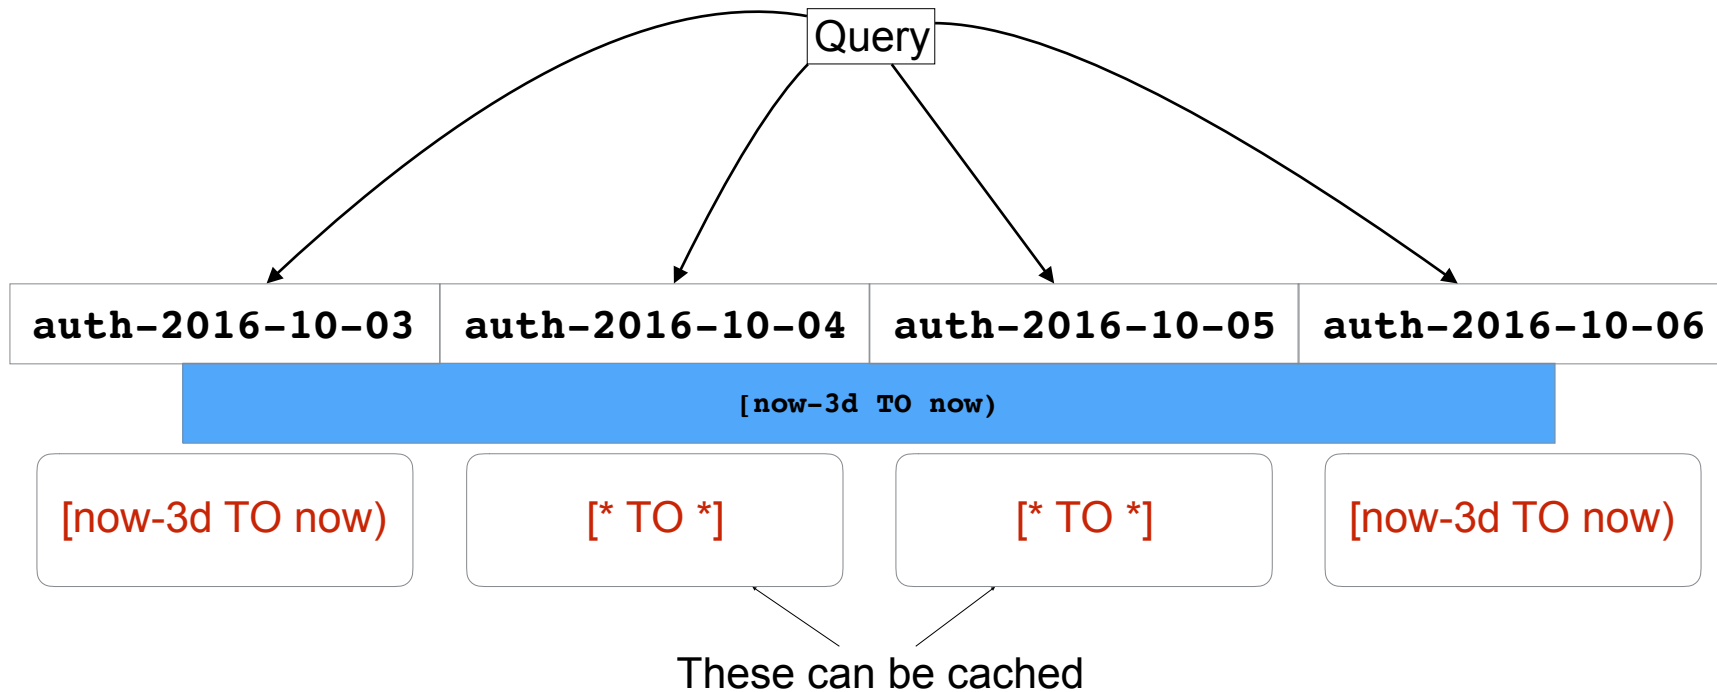 Query
auth-2016-10-03 auth-2016-10-04 auth-2016-10-05 auth-2016-10-06
[now-3d TO now)
[now-3d TO now) [* TO *] [* TO *] [now-3d TO now)
These can be cached